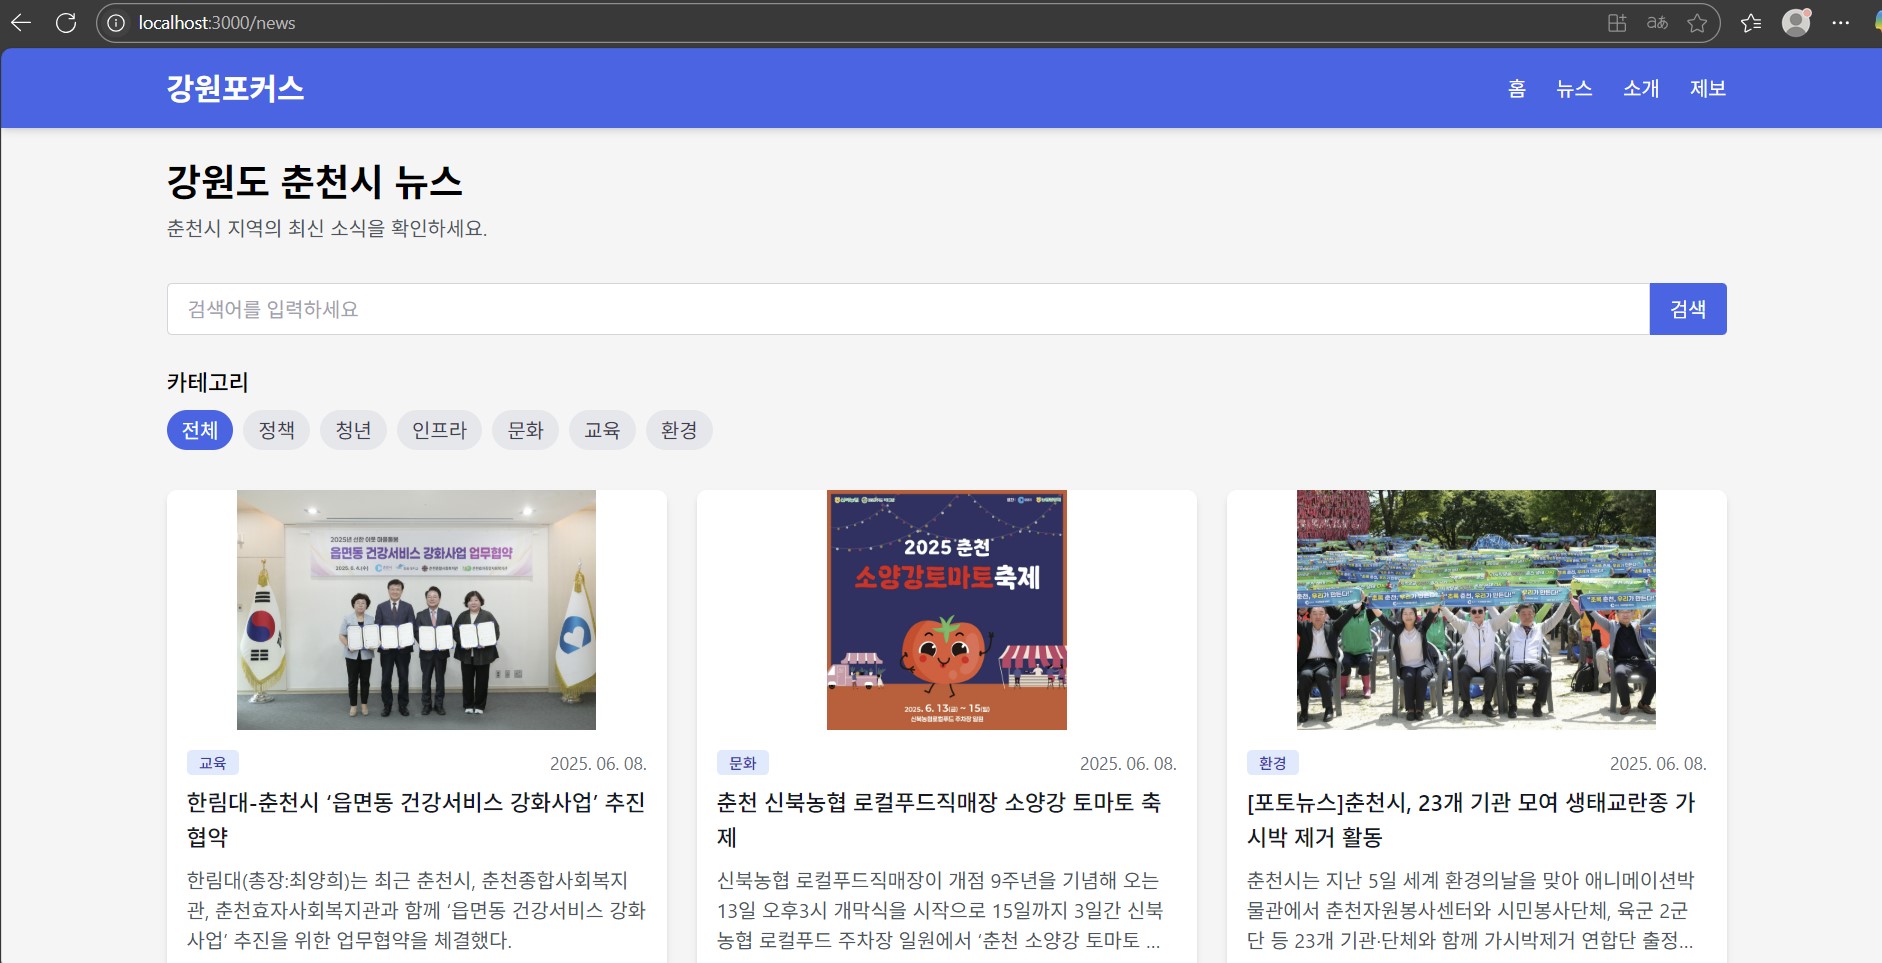 localhost:3000/news
강원포커스
홈 뉴스 소개 제보
강원도 춘천시 뉴스
춘천시 지역의 최신 소식을 확인하세요.
검색어를 입력하세요 검색
카테고리
전체 정책 청년 인프라 문화 교육 환경
2025년 신한 이웃
읍면동 건강서비스 강화사업 업무협약
2025. 6. 4.(수)
2025 춘천
소양강토마토축제
2025. 6. 13(금) ~ 15(일)
신북농협로컬푸드 주차장 일원
교육 2025. 06. 08.
한림대-춘천시 ‘읍면동 건강서비스 강화사업’ 추진
협약
한림대(총장:최양희)는 최근 춘천시, 춘천종합사회복지
관, 춘천효자사회복지관과 함께 ‘읍면동 건강서비스 강화
사업’ 추진을 위한 업무협약을 체결했다.
문화 2025. 06. 08.
춘천 신북농협 로컬푸드직매장 소양강 토마토 축
제
신북농협 로컬푸드직매장이 개점 9주년을 기념해 오는
13일 오후3시 개막식을 시작으로 15일까지 3일간 신북
농협 로컬푸드 주차장 일원에서 ‘춘천 소양강 토마토 ...
환경 2025. 06. 08.
[포토뉴스]춘천시, 23개 기관 모여 생태교란종 가
시박 제거 활동
춘천시는 지난 5일 세계 환경의날을 맞아 애니메이션박
물관에서 춘천자원봉사센터와 시민봉사단체, 육군 2군
단 등 23개 기관·단체와 함께 가시박제거 연합단 출정...